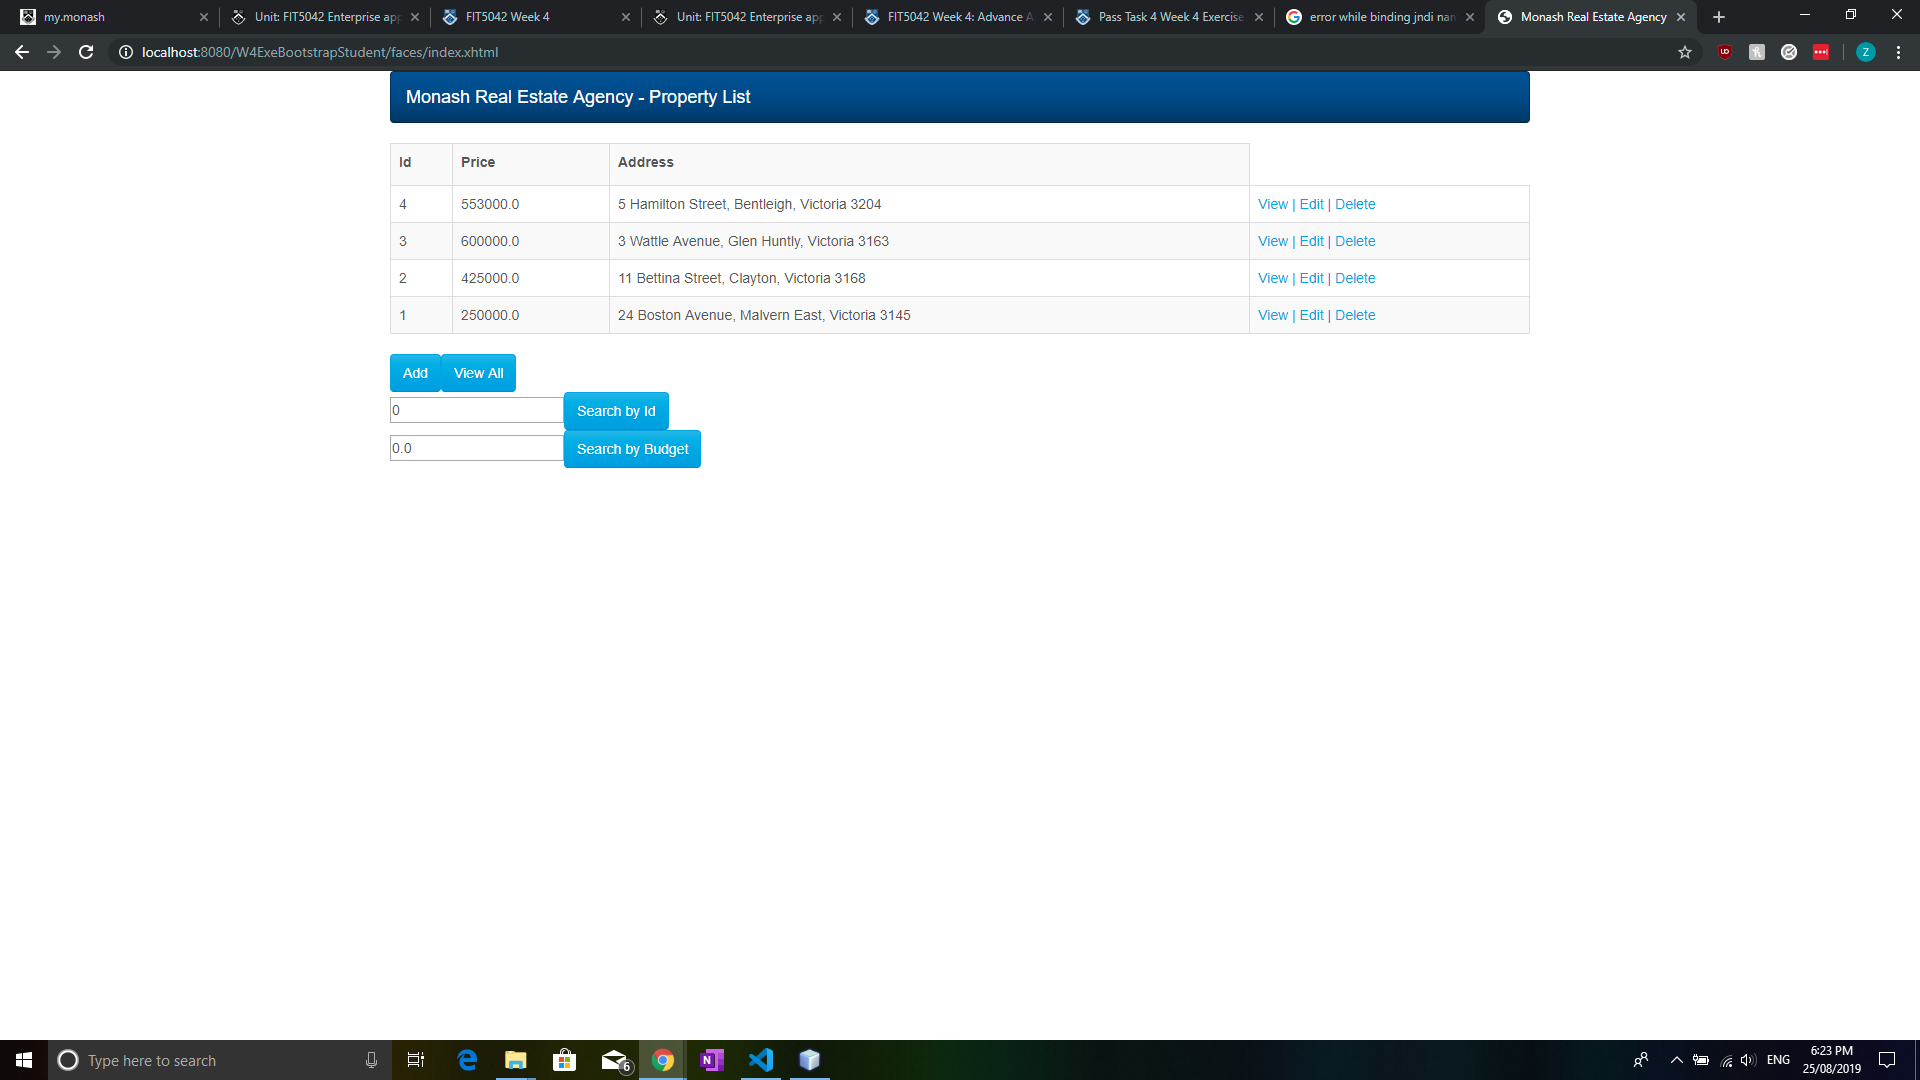 my.monash
Unit: FIT5042 Enterprise app
FIT5042 Week 4
Unit: FIT5042 Enterprise app
FIT5042 Week 4: Advance A
Pass Task 4 Week 4 Exercise
error while binding jndi nam
Monash Real Estate Agency
localhost:8080/W4ExeBootstrapStudent/faces/index.xhtml
Z
Monash Real Estate Agency - Property List
Id Price Address
4 553000.0 5 Hamilton Street, Bentleigh, Victoria 3204 View | Edit | Delete
3 600000.0 3 Wattle Avenue, Glen Huntly, Victoria 3163 View | Edit | Delete
2 425000.0 11 Bettina Street, Clayton, Victoria 3168 View | Edit | Delete
1 250000.0 24 Boston Avenue, Malvern East, Victoria 3145 View | Edit | Delete
Add View All
0 Search by Id
0.0 Search by Budget
Type here to search
6
N
ENG
6:23 PM
25/08/2019